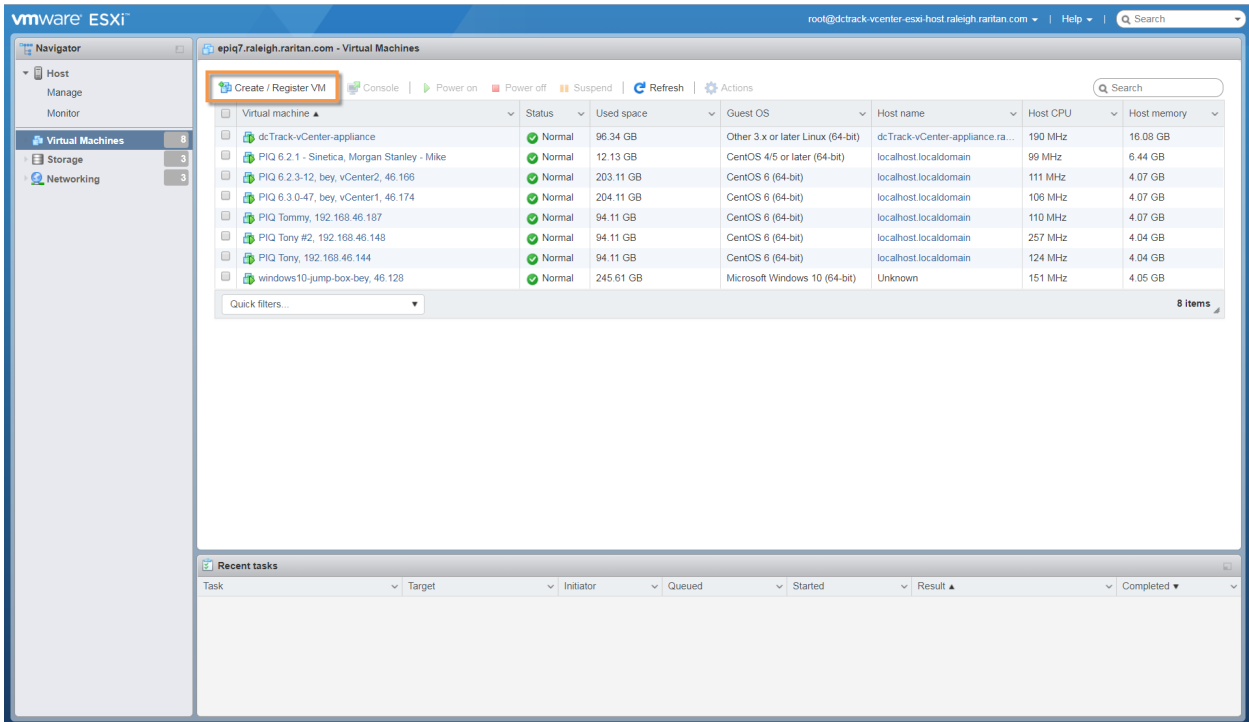 vmware ESXi™
root@dctrack-vcenter-esxi-host.raleigh.raritan.com | Help | Search
Navigator
Host
Manage
Monitor
Virtual Machines 8
Storage 3
Networking 3
epiq7.raleigh.raritan.com - Virtual Machines
Create / Register VM | Console | Power on Power off Suspend | Refresh | Actions
Search
Virtual machine Status Used space Guest OS Host name Host CPU Host memory
dcTrack-vCenter-appliance Normal 96.34 GB Other 3.x or later Linux (64-bit) dcTrack-vCenter-appliance.ra... 190 MHz 16.08 GB
PIQ 6.2.1 - Sinetica, Morgan Stanley - Mike Normal 12.13 GB CentOS 4/5 or later (64-bit) localhost.localdomain 99 MHz 6.44 GB
PIQ 6.2.3-12, bey, vCenter2, 46.166 Normal 203.11 GB CentOS 6 (64-bit) localhost.localdomain 111 MHz 4.07 GB
PIQ 6.3.0-47, bey, vCenter1, 46.174 Normal 204.11 GB CentOS 6 (64-bit) localhost.localdomain 106 MHz 4.07 GB
PIQ Tommy, 192.168.46.187 Normal 94.11 GB CentOS 6 (64-bit) localhost.localdomain 110 MHz 4.07 GB
PIQ Tony #2, 192.168.46.148 Normal 94.11 GB CentOS 6 (64-bit) localhost.localdomain 257 MHz 4.04 GB
PIQ Tony, 192.168.46.144 Normal 94.11 GB CentOS 6 (64-bit) localhost.localdomain 124 MHz 4.04 GB
windows10-jump-box-bey, 46.128 Normal 245.61 GB Microsoft Windows 10 (64-bit) Unknown 151 MHz 4.05 GB
Quick filters...
8 items
Recent tasks
Task Target Initiator Queued Started Result Completed